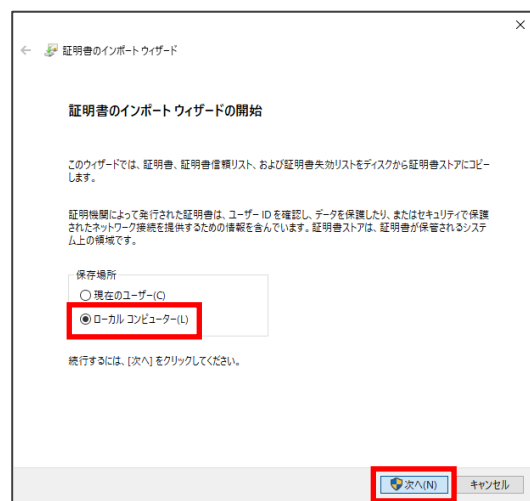 証明書のインポート ウィザード
証明書のインポート ウィザードの開始
このウィザードでは、証明書、証明書信頼リスト、および証明書失効リストをディスクから証明書ストアにコピー
します。
証明機関によって発行された証明書は、ユーザー ID を確認し、データを保護したり、またはセキュリティで保護
されたネットワーク接続を提供するための情報を含んでいます。証明書ストアは、証明書が保管されるシステ
ム上の領域です。
保存場所
現在のユーザー(C)
ローカル コンピューター(L)
続行するには、[次へ] をクリックしてください。
次へ(N)
キャンセル